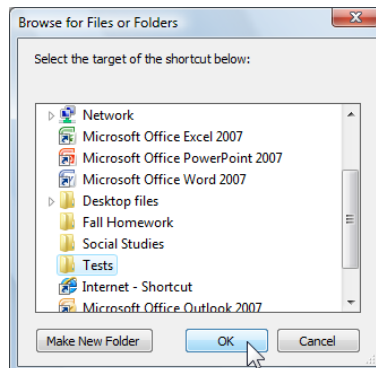 Browse for Files or Folders
Select the target of the shortcut below:
Network
Microsoft Office Excel 2007
Microsoft Office PowerPoint 2007
Microsoft Office Word 2007
Desktop files
Fall Homework
Social Studies
Tests
Internet - Shortcut
Microsoft Office Outlook 2007
Make New Folder OK Cancel